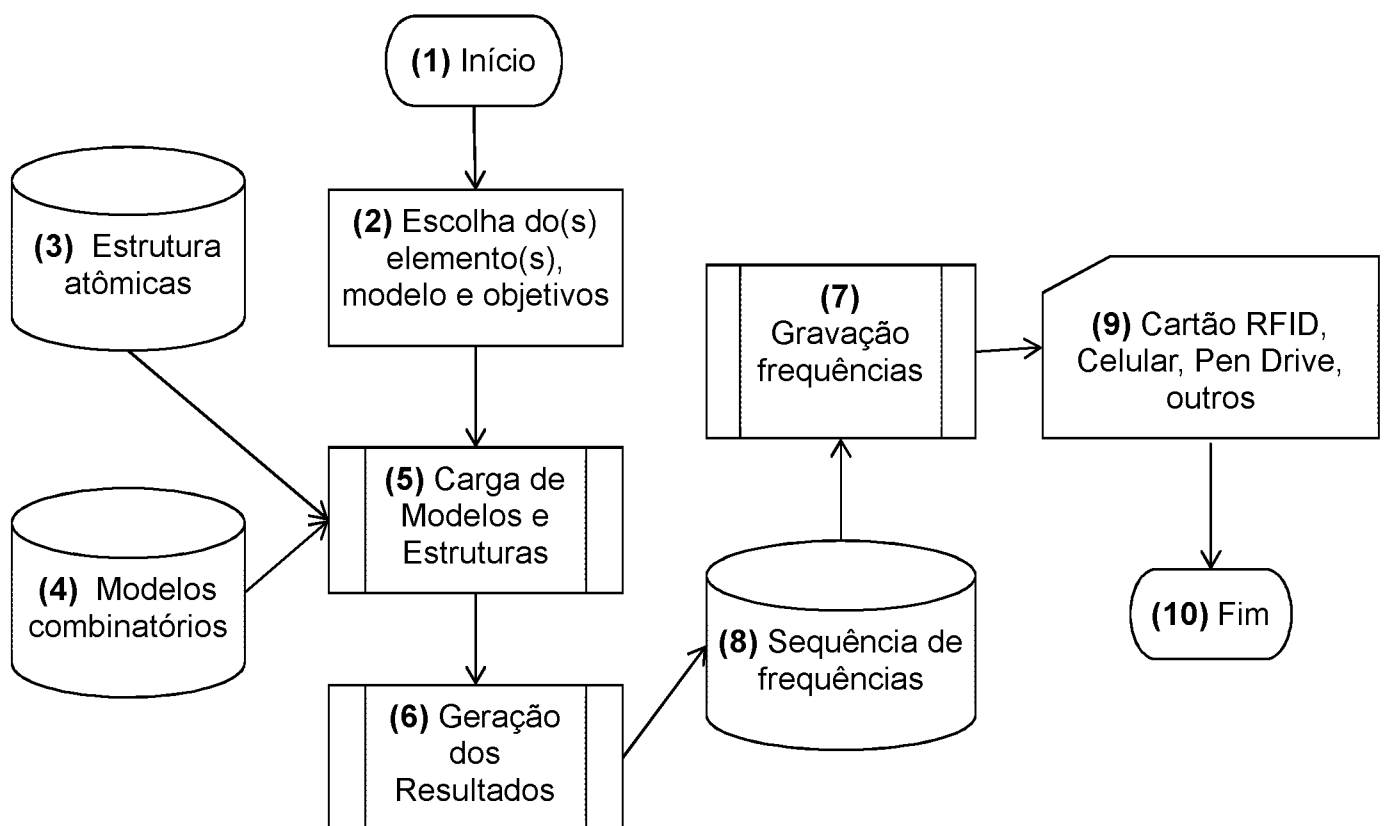 (1) Início
(2) Escolha do(s)
elemento(s),
modelo e objetivos
(3) Estrutura
atômicas
(4) Modelos
combinatórios
(5) Carga de
Modelos e
Estruturas
(6) Geração
dos
Resultados
(7)
Gravação
frequências
(8) Sequência de
frequências
(9) Cartão RFID,
Celular, Pen Drive,
outros
(10) Fim